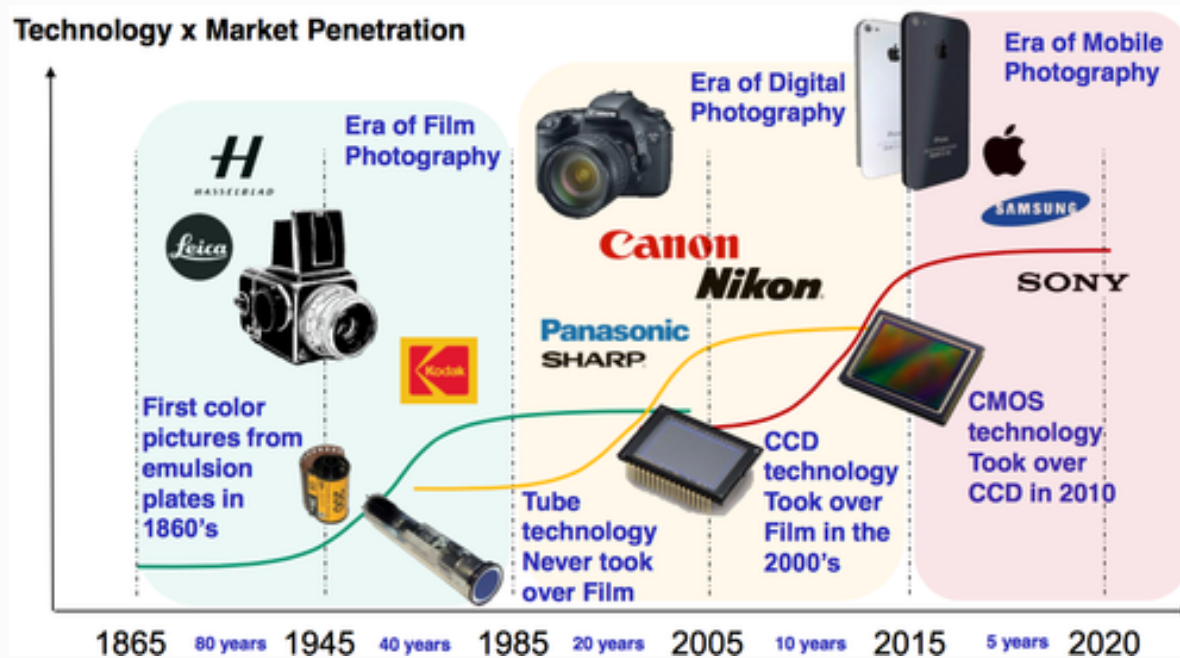 Technology x Market Penetration
Era of Film
Photography
Era of Digital
Photography
Era of Mobile
Photography
H
HASSELBLAD
Leica
Kodak
Canon
Nikon
Panasonic
SHARP
SAMSUNG
SONY
First color
pictures from
emulsion
plates in
1860's
Tube
technology
Never took
over Film
CCD
technology
Took over
Film in the
2000's
CMOS
technology
Took over
CCD in 2010
1865 80 years 1945 40 years 1985 20 years 2005 10 years 2015 5 years 2020